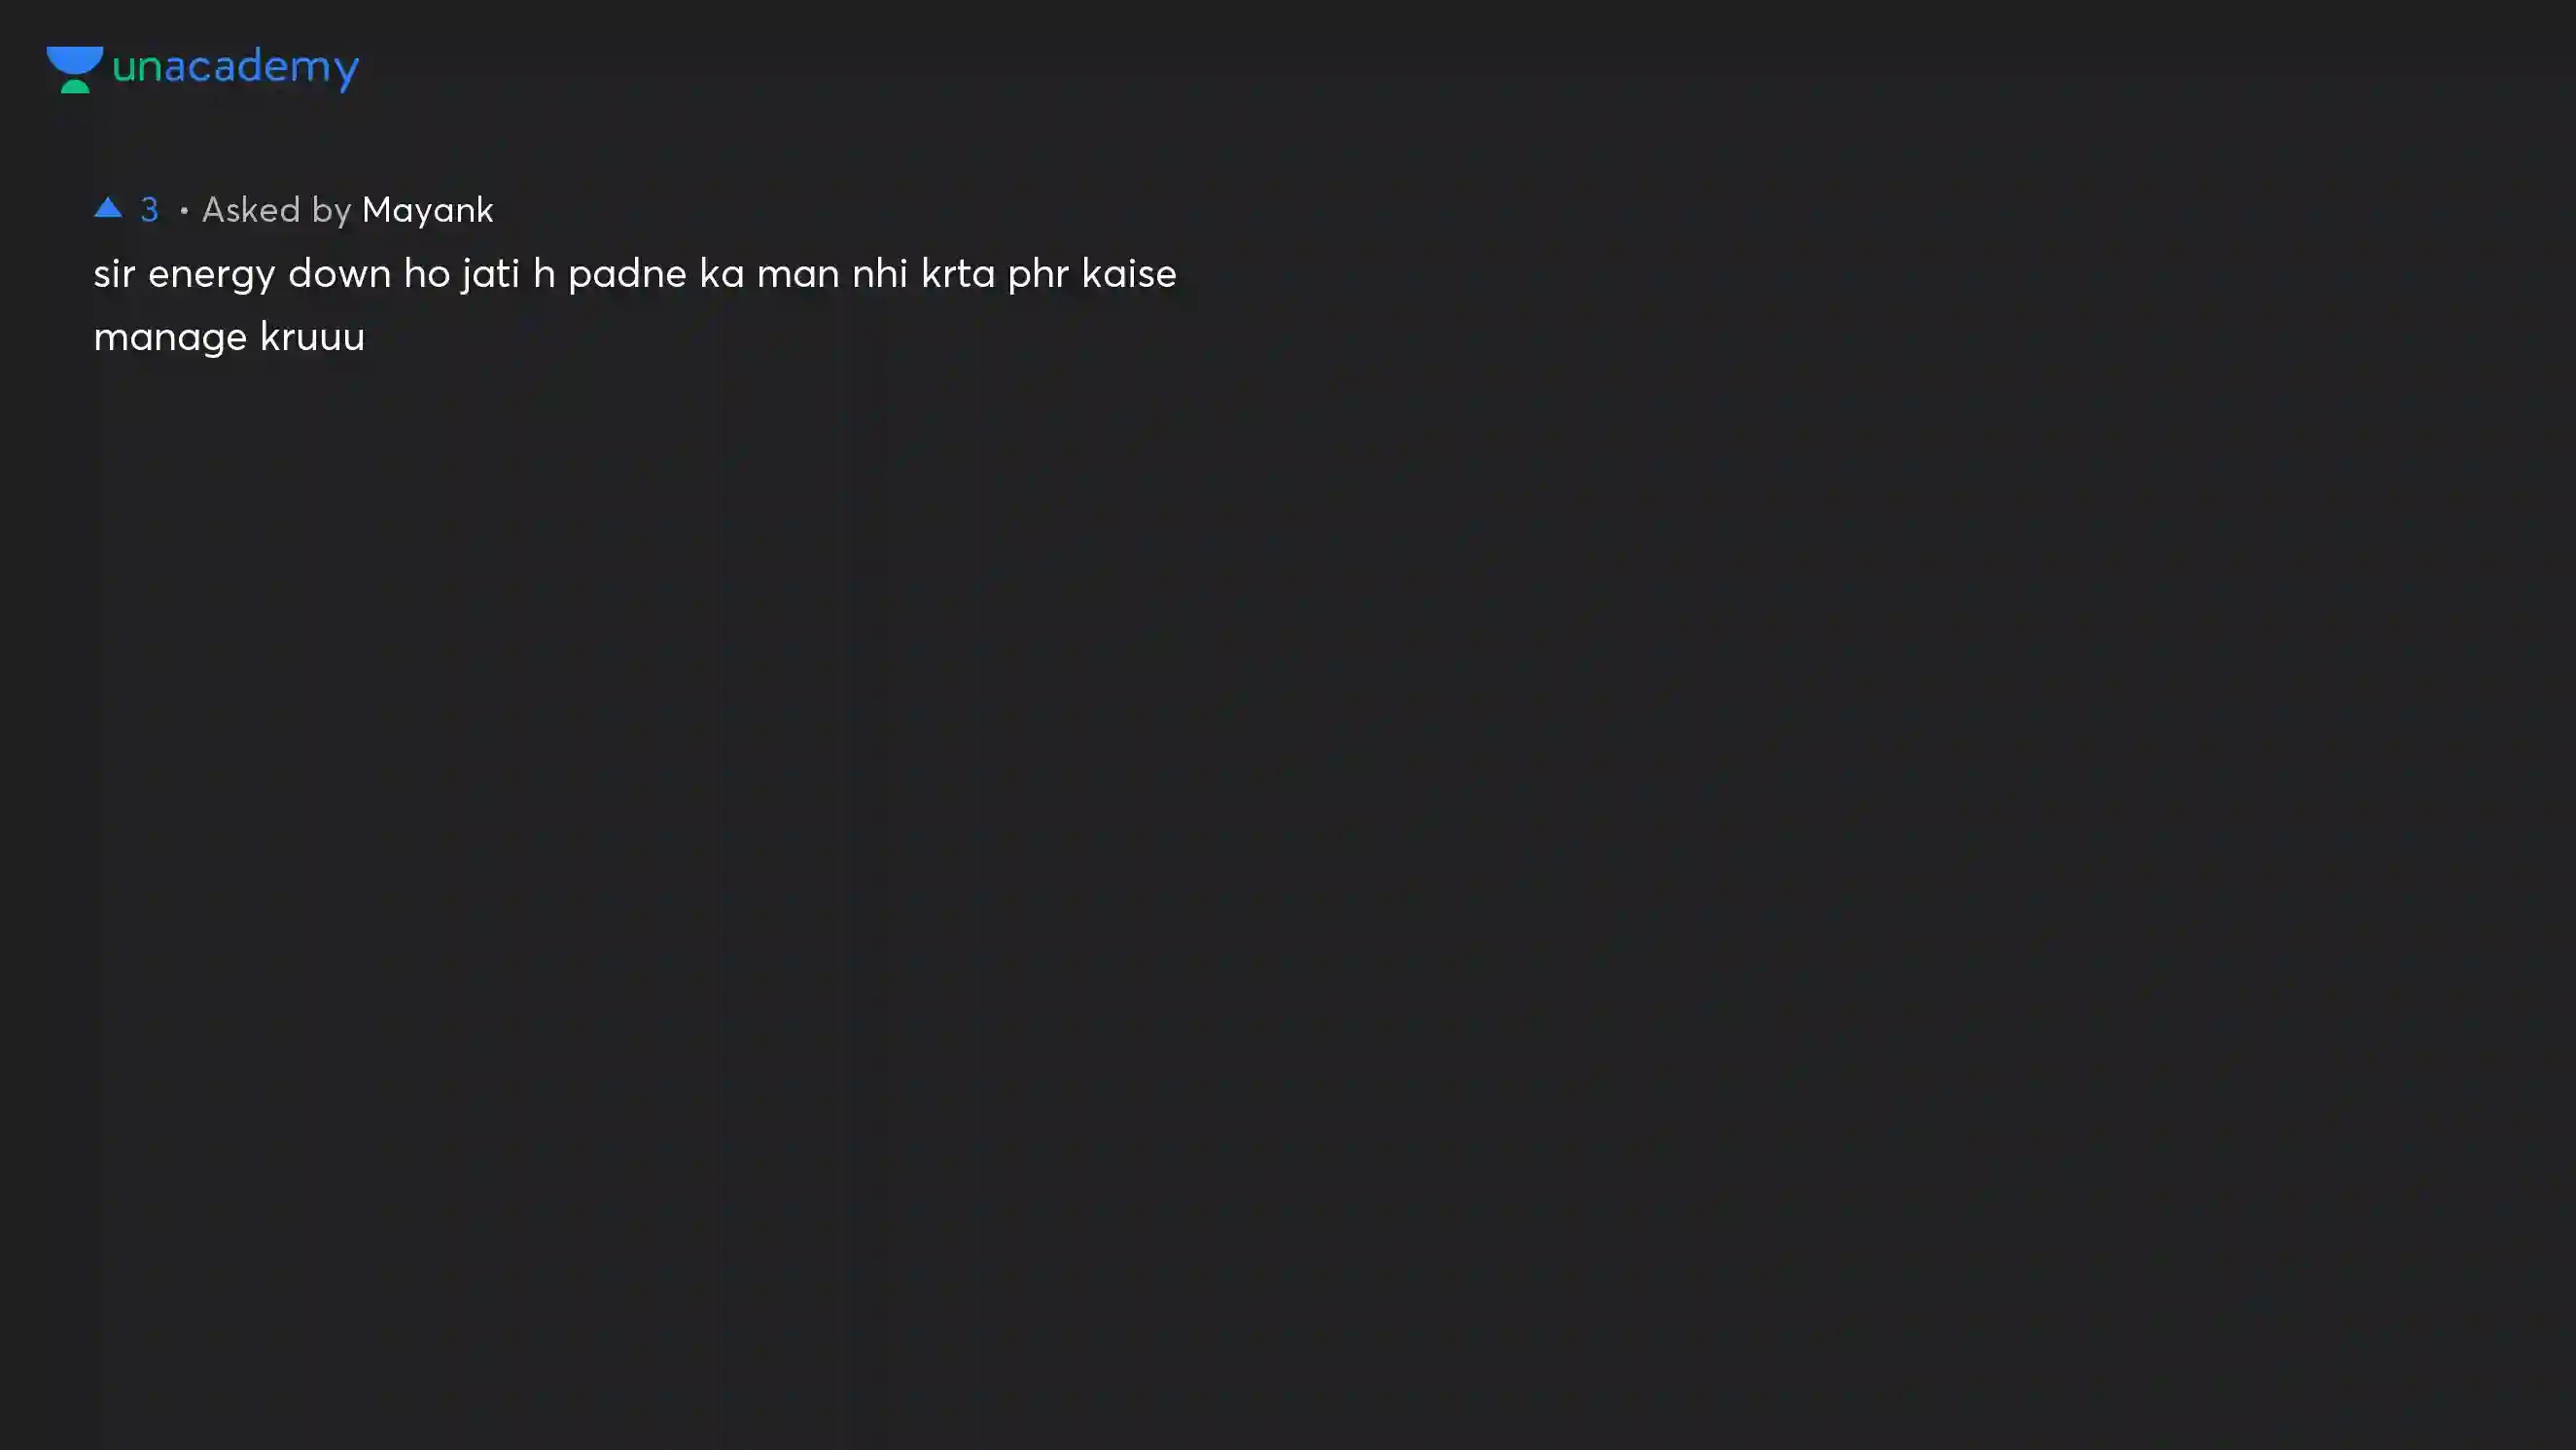 unacademy
3 • Asked by Mayank
sir energy down ho jati h padne ka man nhi krta phr kaise
manage kruuu